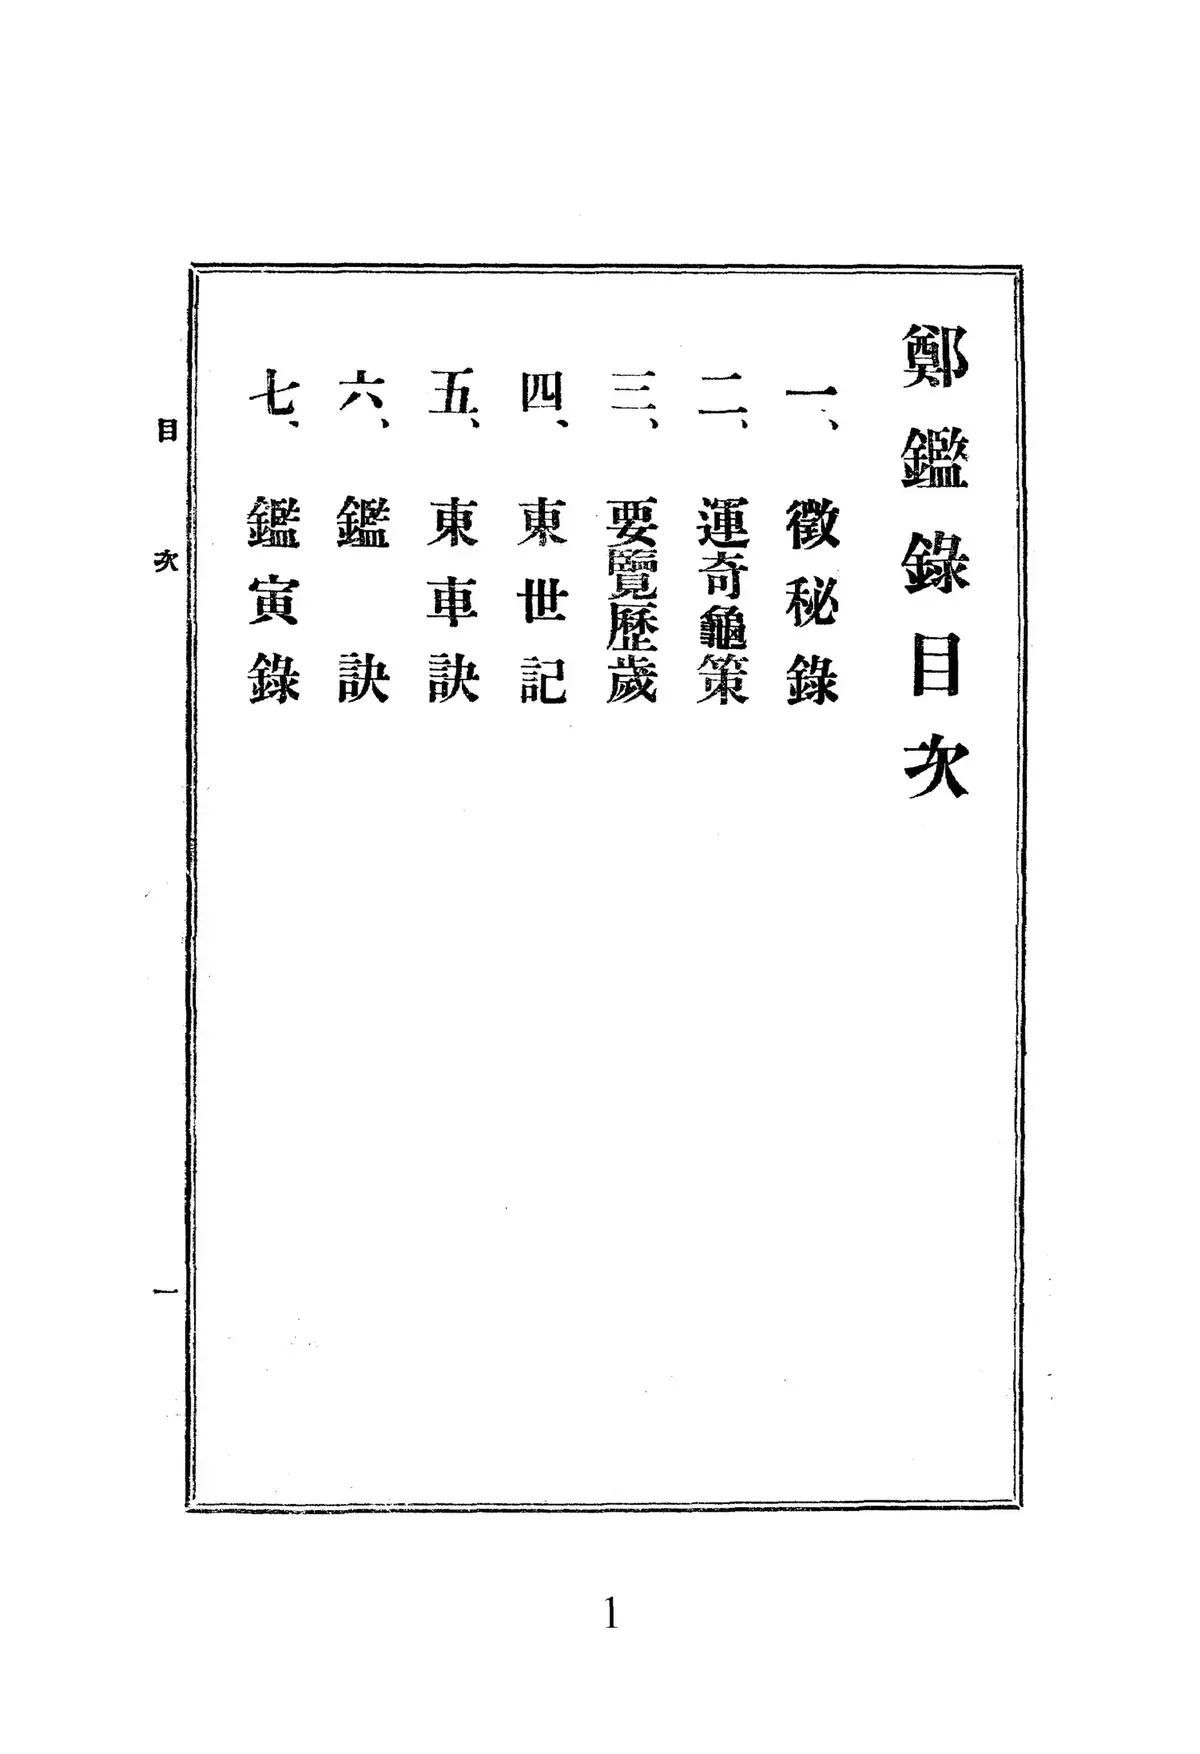 鄭鑑錄目次
一、徵秘錄
二、運奇龜策
三、要覽歷歲
四、東世記
五、東車訣
六、鑑訣
七、鑑寅錄
目次
一
1